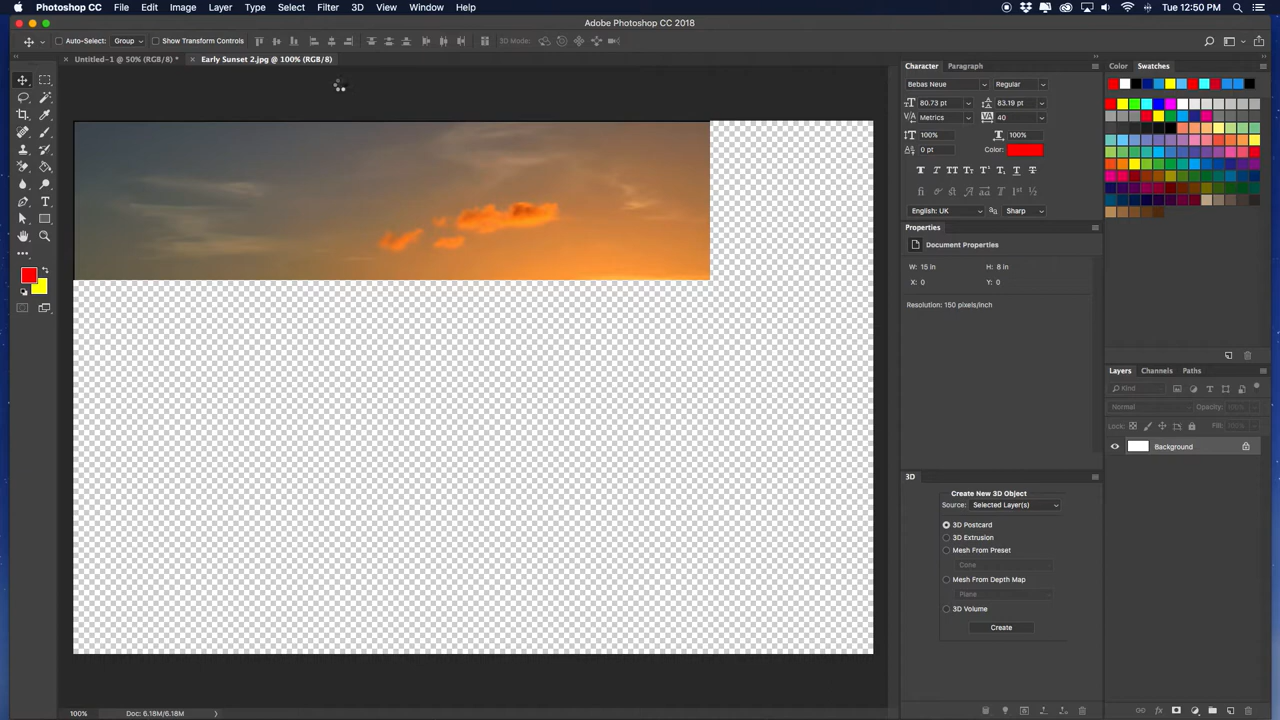 Photoshop CC File Edit Image Layer Type Select Filter 3D View Window Help Tue 12:50 PM
Adobe Photoshop CC 2018
Auto-Select: Group Show Transform Controls 3D Mode:
× Untitled-1 @ 50% (RGB/8) * × Early Sunset 2.jpg @ 100% (RGB/8)
Character Paragraph
Color Swatches
Bebas Neue Regular
80.73 pt 83.19 pt
Metrics 40
100% 100%
0 pt Color:
English: UK Sharp
Properties
Document Properties
W: 15 in H: 8 in
X: 0 Y: 0
Resolution: 150 pixels/inch
Layers Channels Paths
Kind
Normal Opacity: 100%
Lock: Fill: 100%
Background
3D
Create New 3D Object
Source: Selected Layer(s)
3D Postcard
3D Extrusion
Mesh From Preset
Cone
Mesh From Depth Map
Plane
3D Volume
Create
100% Doc: 6.18M/6.18M